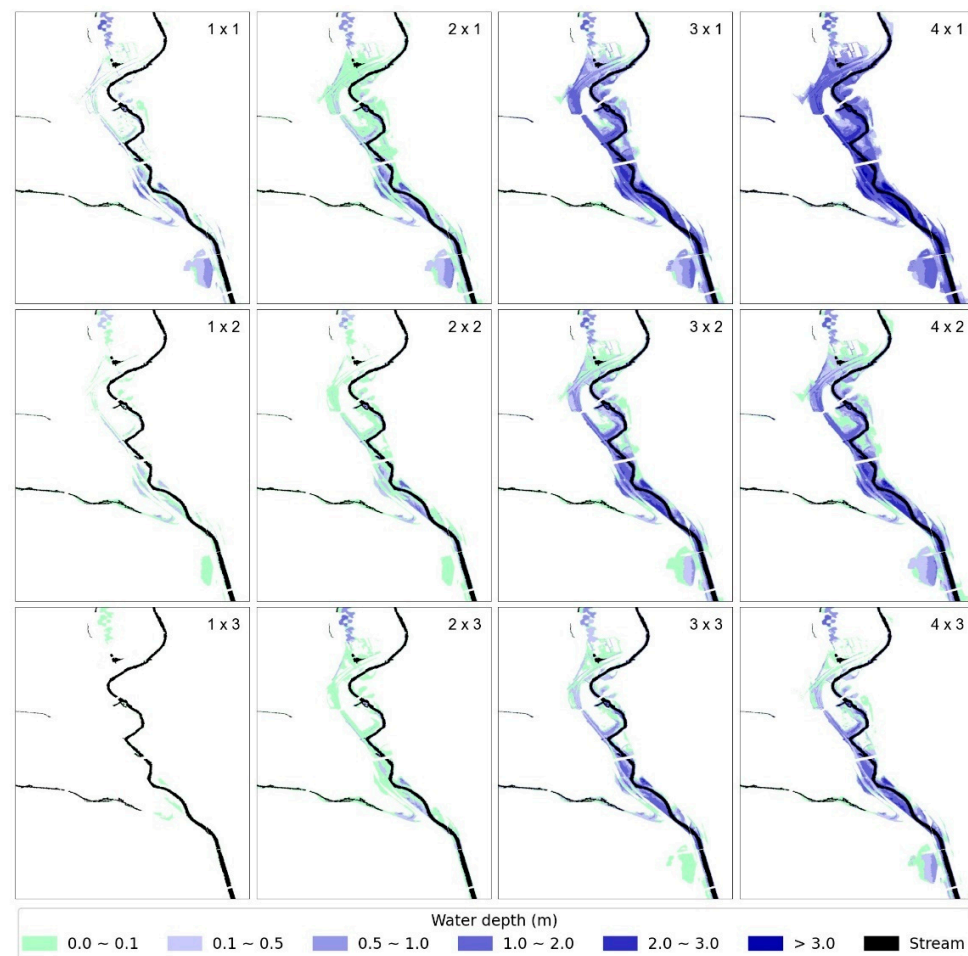 1 x 1
2 x 1
3 x 1
4 x 1
1 x 2
2 x 2
3 x 2
4 x 2
1 x 3
2 x 3
3 x 3
4 x 3
Water depth (m)
0.0 ~ 0.1 0.1 ~ 0.5 0.5 ~ 1.0 1.0 ~ 2.0 2.0 ~ 3.0 > 3.0 Stream